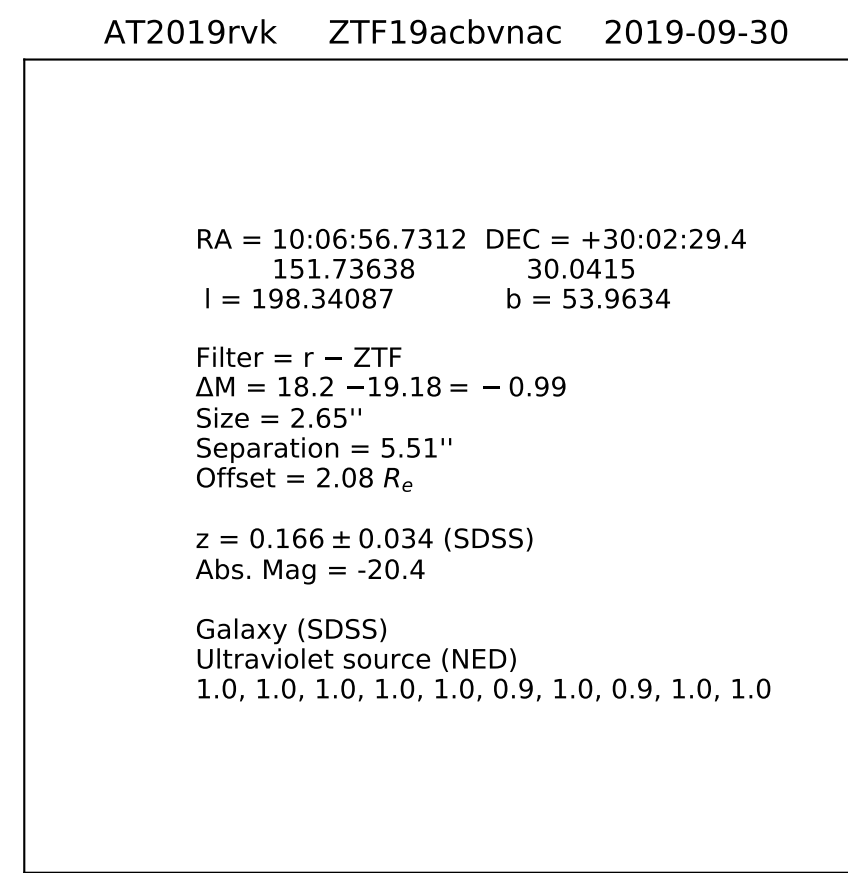 AT2019rvk ZTF19acbvnac 2019-09-30
RA = 10:06:56.7312 DEC = +30:02:29.4
151.73638 30.0415
l = 198.34087 b = 53.9634
Filter = r − ZTF
ΔM = 18.2 −19.18 = − 0.99
Size = 2.65''
Separation = 5.51''
Offset = 2.08 Rₑ
z = 0.166 ± 0.034 (SDSS)
Abs. Mag = -20.4
Galaxy (SDSS)
Ultraviolet source (NED)
1.0, 1.0, 1.0, 1.0, 1.0, 0.9, 1.0, 0.9, 1.0, 1.0